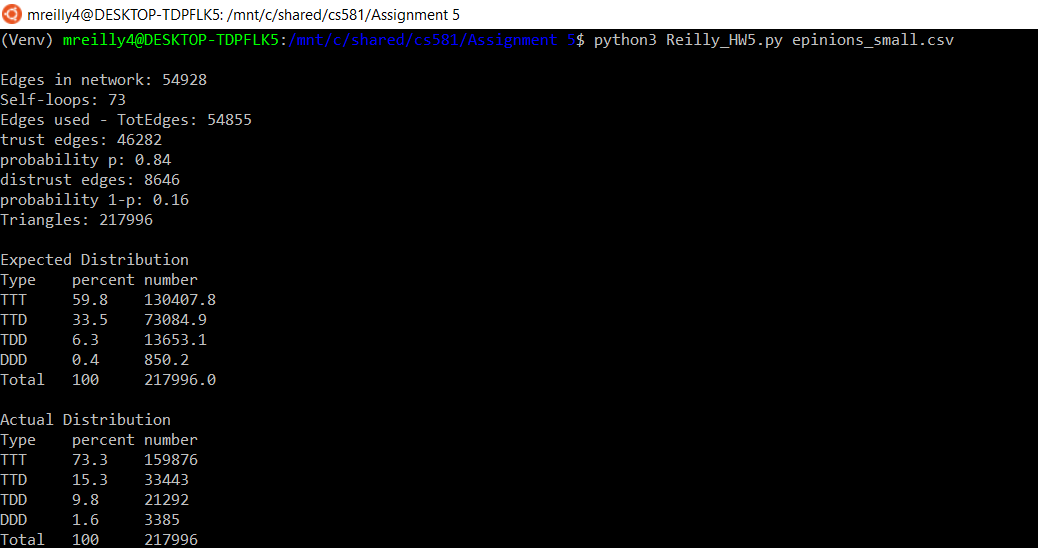 mreilly4@DESKTOP-TDPFLK5: /mnt/c/shared/cs581/Assignment 5
(Venv) mreilly4@DESKTOP-TDPFLK5:/mnt/c/shared/cs581/Assignment 5$ python3 Reilly_HW5.py epinions_small.csv
Edges in network: 54928
Self-loops: 73
Edges used - TotEdges: 54855
trust edges: 46282
probability p: 0.84
distrust edges: 8646
probability 1-p: 0.16
Triangles: 217996
Expected Distribution
Type percent number
TTT 59.8 130407.8
TTD 33.5 73084.9
TDD 6.3 13653.1
DDD 0.4 850.2
Total 100 217996.0
Actual Distribution
Type percent number
TTT 73.3 159876
TTD 15.3 33443
TDD 9.8 21292
DDD 1.6 3385
Total 100 217996